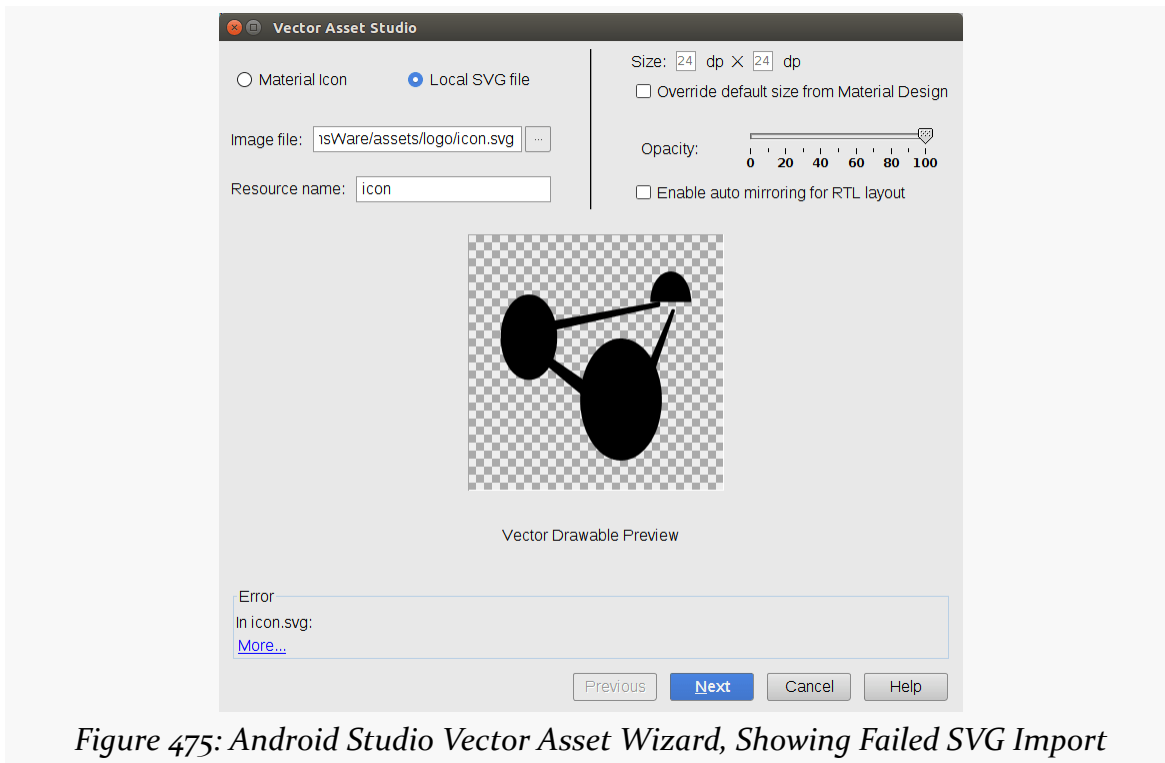 Vector Asset Studio
Material Icon
Local SVG file
Image file: ısWare/assets/logo/icon.svg ...
Resource name: icon
Size: 24 dp X 24 dp
Override default size from Material Design
Opacity:
0 20 40 60 80 100
Enable auto mirroring for RTL layout
Vector Drawable Preview
Error
In icon.svg:
More...
Previous Next Cancel Help
Figure 475: Android Studio Vector Asset Wizard, Showing Failed SVG Import